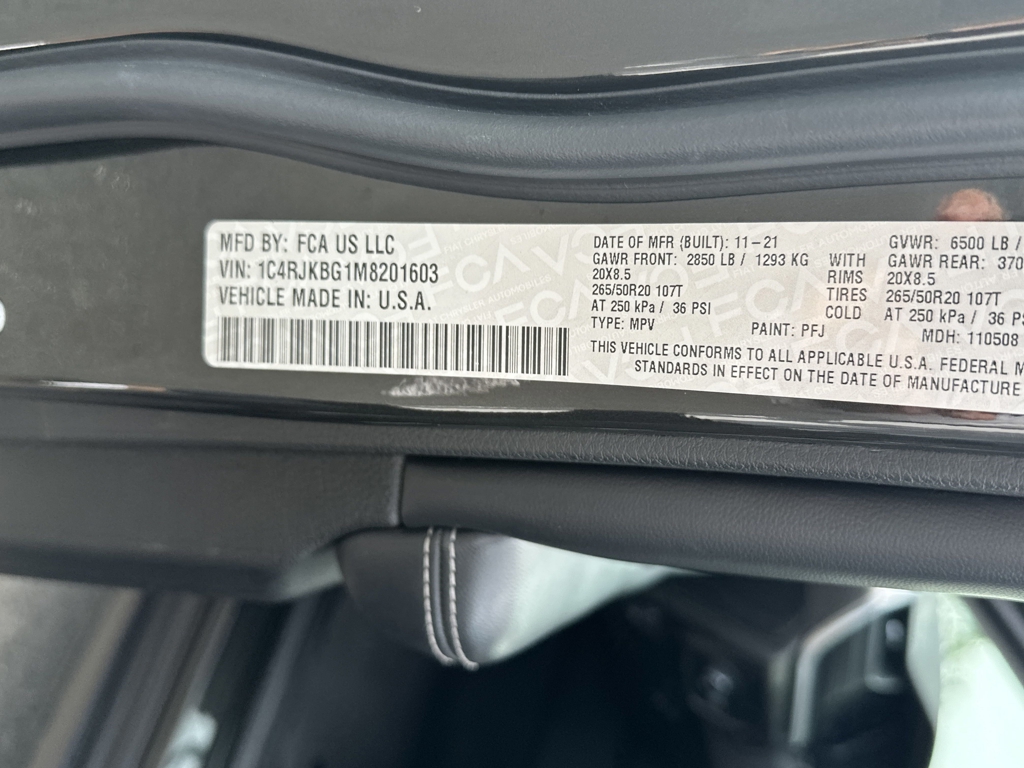 MFD BY: FCA US LLC
VIN: 1C4RJKBG1M8201603
VEHICLE MADE IN: U.S.A.
DATE OF MFR (BUILT): 11-21
GAWR FRONT: 2850 LB / 1293 KG
20X8.5
265/50R20 107T
AT 250 kPa / 36 PSI
TYPE: MPV
PAINT: PFJ
WITH
RIMS
TIRES
COLD
GVWR: 6500 LB /
GAWR REAR: 370
20X8.5
265/50R20 107T
AT 250 kPa / 36 PS
MDH: 110508
THIS VEHICLE CONFORMS TO ALL APPLICABLE U.S.A. FEDERAL M
STANDARDS IN EFFECT ON THE DATE OF MANUFACTURE